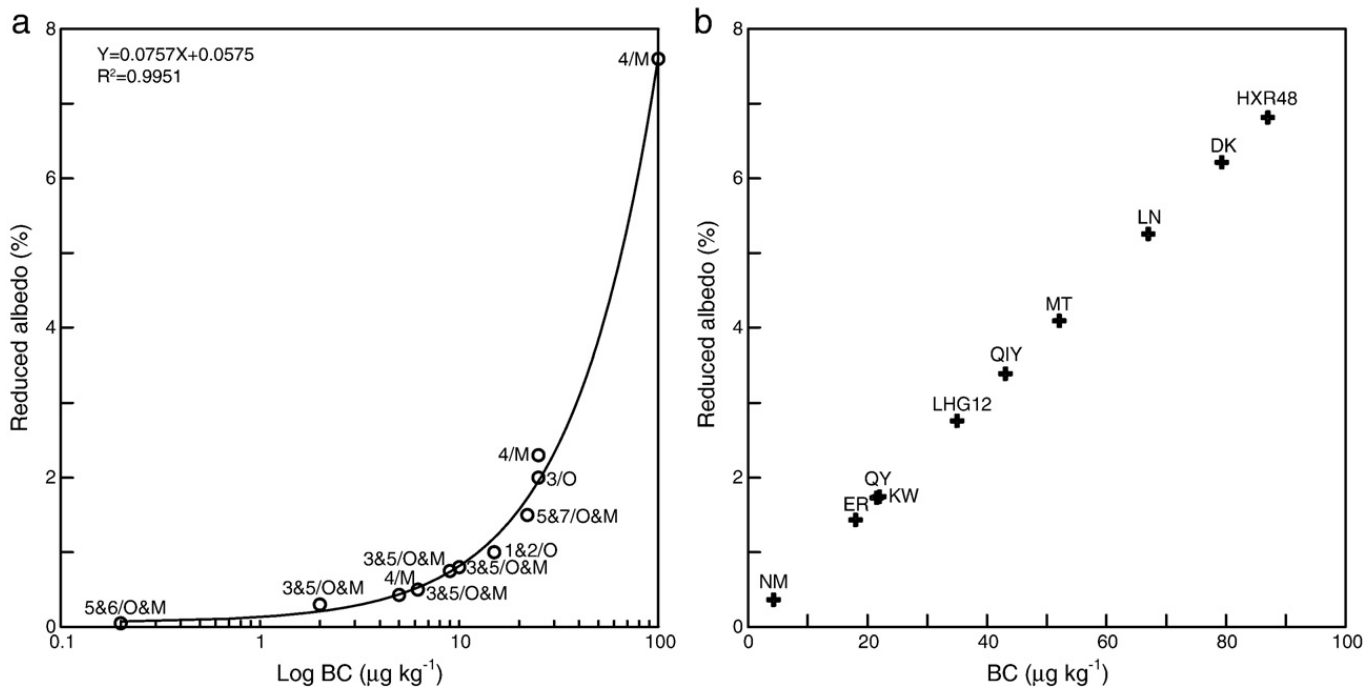 a
Y=0.0757X+0.0575
R²=0.9951
Reduced albedo (%)
8
6
4
2
0
0.1
1
10
100
Log BC (µg kg⁻¹)
4/M
4/M
3/O
5&7/O&M
1&2/O
3&5/O&M
3&5/O&M
4/M
3&5/O&M
3&5/O&M
5&6/O&M
b
Reduced albedo (%)
8
6
4
2
0
0
20
40
60
80
100
BC (µg kg⁻¹)
HXR48
DK
LN
MT
QIY
LHG12
QY
KW
ER
NM